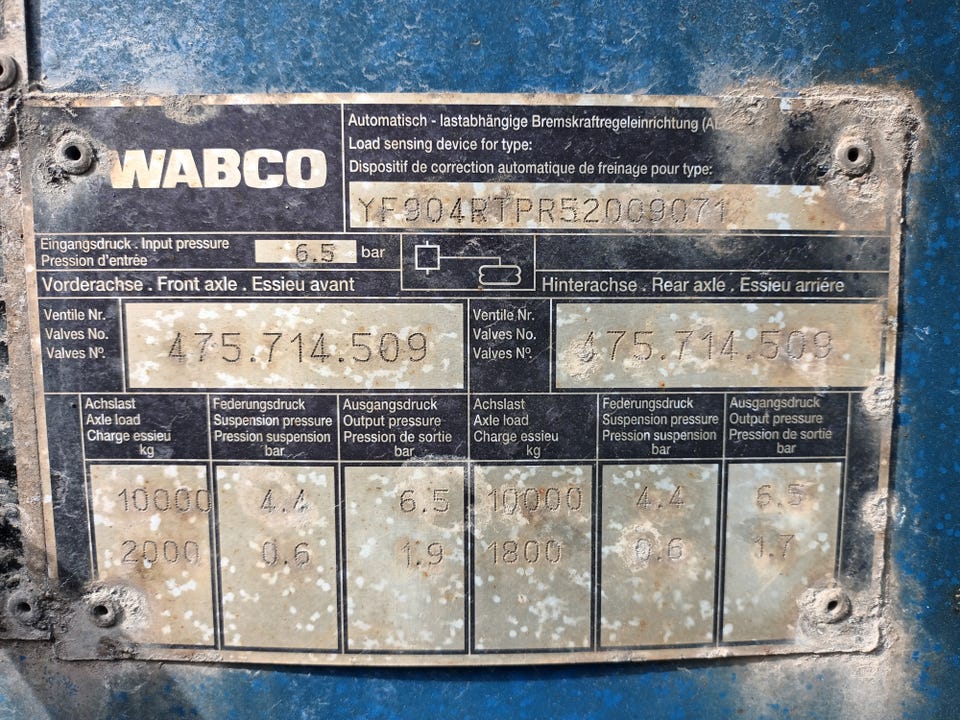 WABCO
Automatisch - lastabhängige Bremskraftregeleinrichtung
Load sensing device for type:
Dispositif de correction automatique de freinage pour type:
YF904RTPR52009071
Eingangsdruck . Input pressure
Pression d'entrée
6.5 bar
Vorderachse . Front axle . Essieu avant
Hinterachse . Rear axle . Essieu arriére
Ventile Nr.
Valves No.
Valves Nº.
475.714.509
Ventile Nr.
Valves No.
Valves Nº.
475.714.509
Achslast
Axle load
Charge essieu
kg
Federungsdruck
Suspension pressure
Pression suspension
bar
Ausgangsdruck
Output pressure
Pression de sortie
bar
Achslast
Axle load
Charge essieu
kg
Federungsdruck
Suspension pressure
Pression suspension
bar
Ausgangsdruck
Output pressure
Pression de sortie
bar
10000 4.4 6.5 10000 4.4 6.5
2000 0.6 1.9 1800 0.6 1.7